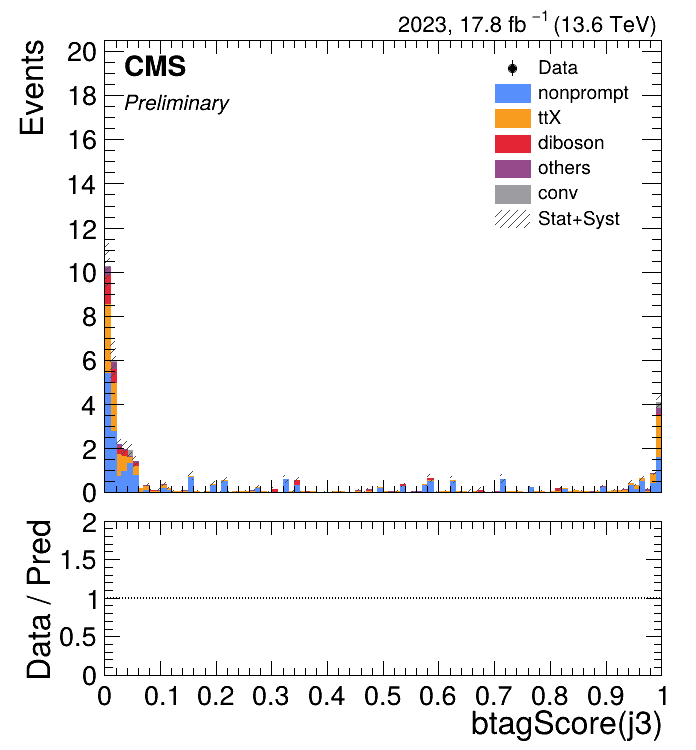 2023, 17.8 fb⁻¹ (13.6 TeV)
CMS
Preliminary
Events
20
18
16
14
12
10
8
6
4
2
0
Data
nonprompt
ttX
diboson
others
conv
Stat+Syst
Data / Pred
2
1.5
1
0.5
0
0 0.1 0.2 0.3 0.4 0.5 0.6 0.7 0.8 0.9 1
btagScore(j3)